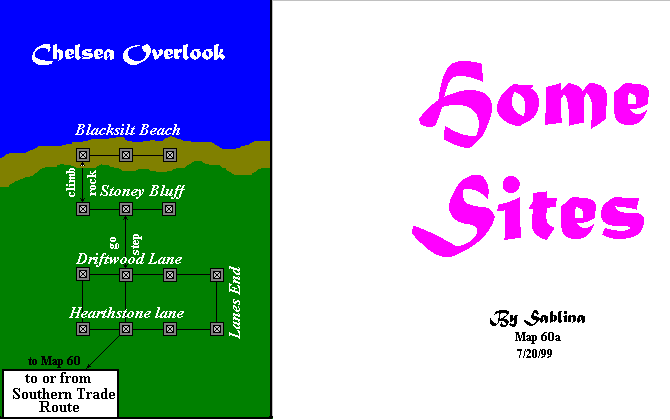 Chelsea Overlook
Blacksilt Beach
climb
rock
Stoney Bluff
go
step
Driftwood Lane
Lanes End
Hearthstone lane
to Map 60
to or from
Southern Trade
Route
Home
Sites
By Sablina
Map 60a
7/20/99